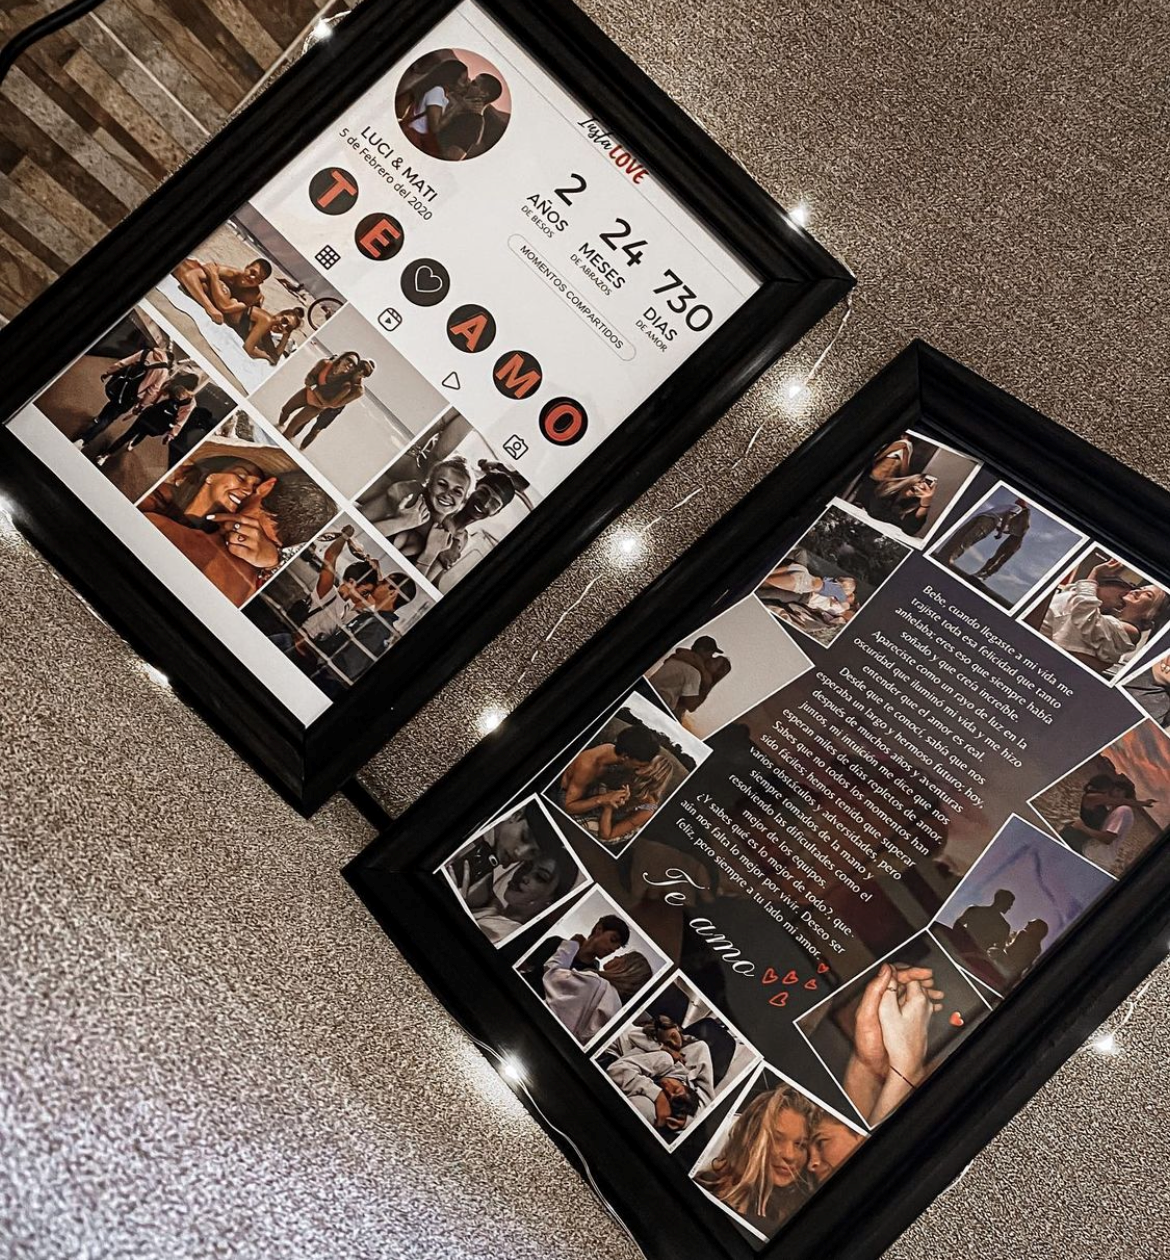 Insta LOVE
LUCI & MATI
5 de Febrero del 2020
2
AÑOS
DE BESOS
24
MESES
DE ABRAZOS
730
DÍAS
DE AMOR
MOMENTOS COMPARTIDOS
T E A M O
Bebe, cuando llegaste a mi vida me
trajiste toda esa felicidad que tanto
anhelaba; eres eso que siempre había
soñado y que creía increíble.
Apareciste como un rayo de luz en la
oscuridad que iluminó mi vida y me hizo
entender que el amor es real.
Desde que te conocí, sabía que nos
esperaba un largo y hermoso futuro; hoy,
después de muchos años y aventuras
juntos, mi intuición me dice que nos
esperan miles de días repletos de amor.
Sabes que no todos los momentos han
sido fáciles; hemos tenido que superar
varios obstáculos y adversidades, pero
siempre tomados de la mano y
resolviendo las dificultades como el
mejor de los equipos.
¿Y sabes qué es lo mejor de todo?, que
aún nos falta lo mejor por vivir. Deseo ser
feliz, pero siempre a tu lado mi amor.
Te amo